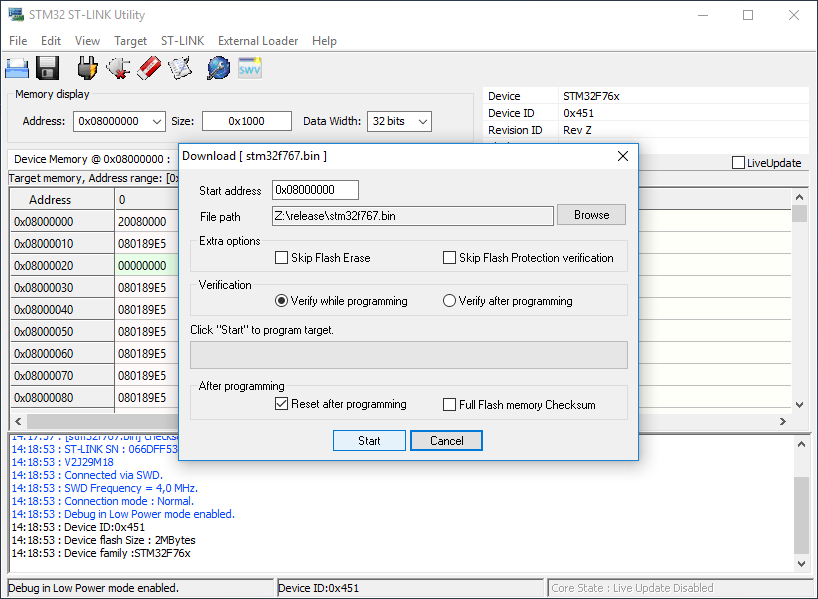 STM32 ST-LINK Utility
File Edit View Target ST-LINK External Loader Help
SWV
Memory display
Address: 0x08000000 Size: 0x1000 Data Width: 32 bits
Device STM32F76x
Device ID 0x451
Revision ID Rev Z
Device Memory @ 0x08000000 :
LiveUpdate
Target memory, Address range: [0x
Address 0
0x08000000 20080000
0x08000010 080189E5
0x08000020 00000000
0x08000030 080189E5
0x08000040 080189E5
0x08000050 080189E5
0x08000060 080189E5
0x08000070 080189E5
0x08000080 080189E5
Download [ stm32f767.bin ]
Start address 0x08000000
File path Z:\release\stm32f767.bin Browse
Extra options
Skip Flash Erase Skip Flash Protection verification
Verification
Verify while programming Verify after programming
Click "Start" to program target.
After programming
Reset after programming Full Flash memory Checksum
Start Cancel
14:17:57 : [stm32f767.bin] checks
14:18:53 : ST-LINK SN : 066DFF53
14:18:53 : V2J29M18
14:18:53 : Connected via SWD.
14:18:53 : SWD Frequency = 4,0 MHz.
14:18:53 : Connection mode : Normal.
14:18:53 : Debug in Low Power mode enabled.
14:18:53 : Device ID:0x451
14:18:53 : Device flash Size : 2MBytes
14:18:53 : Device family :STM32F76x
Debug in Low Power mode enabled. Device ID:0x451 Core State : Live Update Disabled